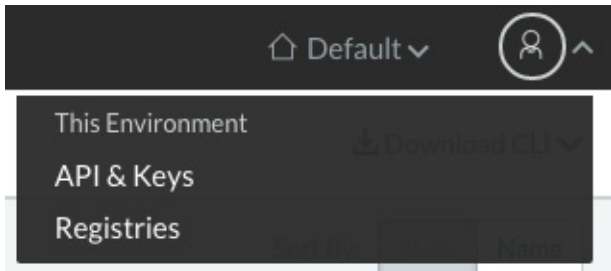 Default
This Environment
Download CLI
API & Keys
Registries
Sort By:
Name